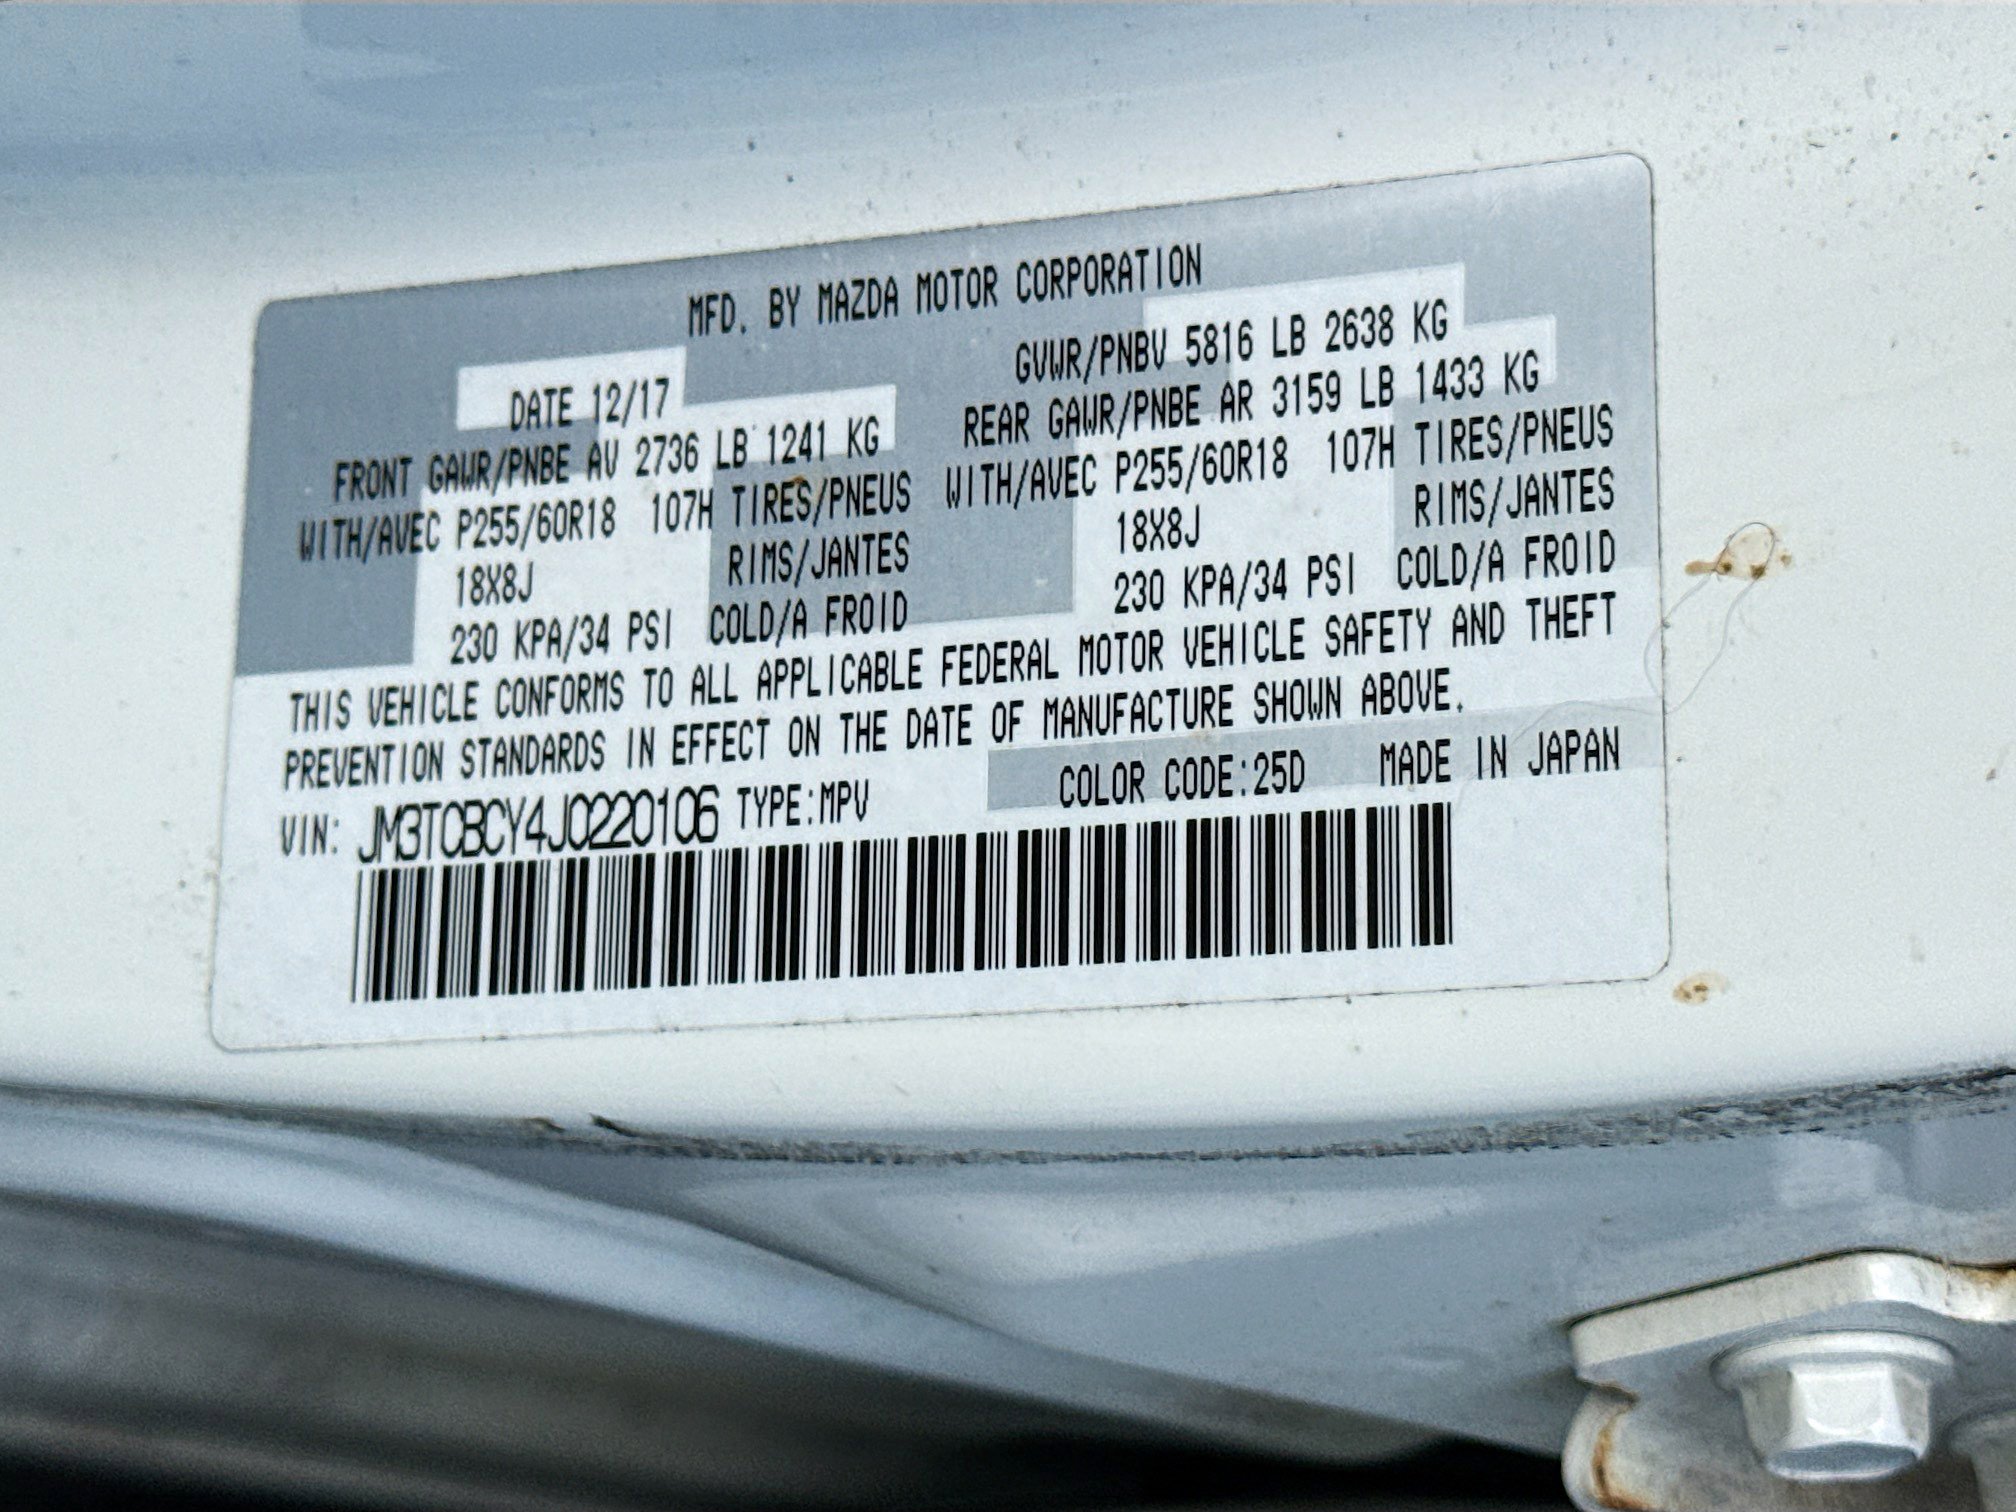 MFD. BY MAZDA MOTOR CORPORATION
DATE 12/17
GVWR/PNBV 5816 LB 2638 KG
FRONT GAWR/PNBE AV 2736 LB 1241 KG
REAR GAWR/PNBE AR 3159 LB 1433 KG
WITH/AVEC P255/60R18 107H TIRES/PNEUS
WITH/AVEC P255/60R18 107H TIRES/PNEUS
18X8J RIMS/JANTES
18X8J RIMS/JANTES
230 KPA/34 PSI COLD/A FROID
230 KPA/34 PSI COLD/A FROID
THIS VEHICLE CONFORMS TO ALL APPLICABLE FEDERAL MOTOR VEHICLE SAFETY AND THEFT
PREVENTION STANDARDS IN EFFECT ON THE DATE OF MANUFACTURE SHOWN ABOVE.
VIN: JM3TCBCY4J0220106 TYPE:MPV COLOR CODE:25D MADE IN JAPAN